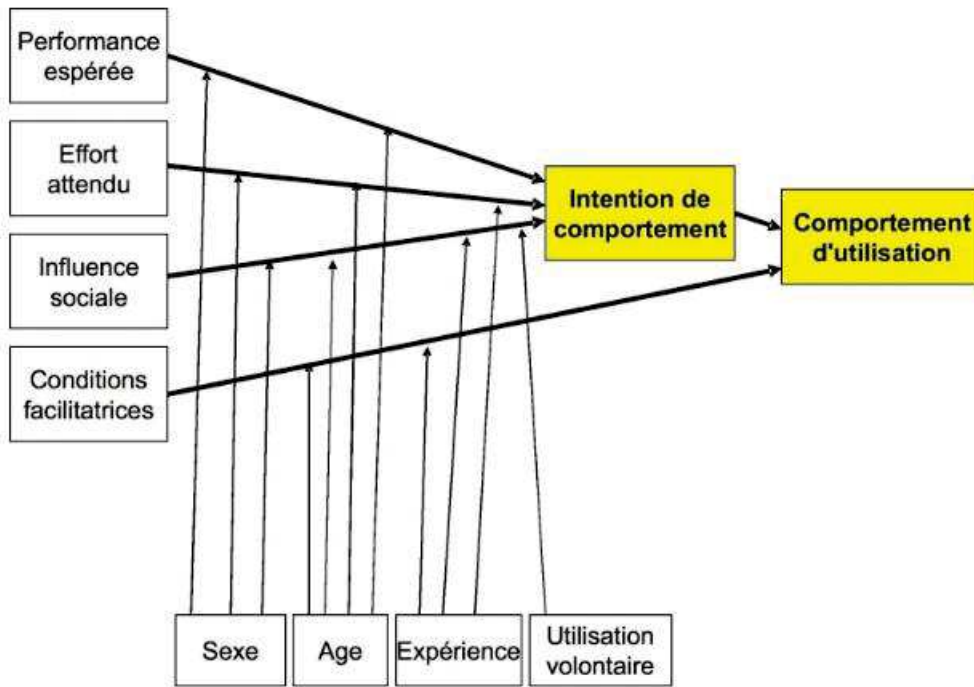 Performance
espérée
Effort
attendu
Influence
sociale
Conditions
facilitatrices
Intention de
comportement
Comportement
d'utilisation
Sexe
Age
Expérience
Utilisation
volontaire